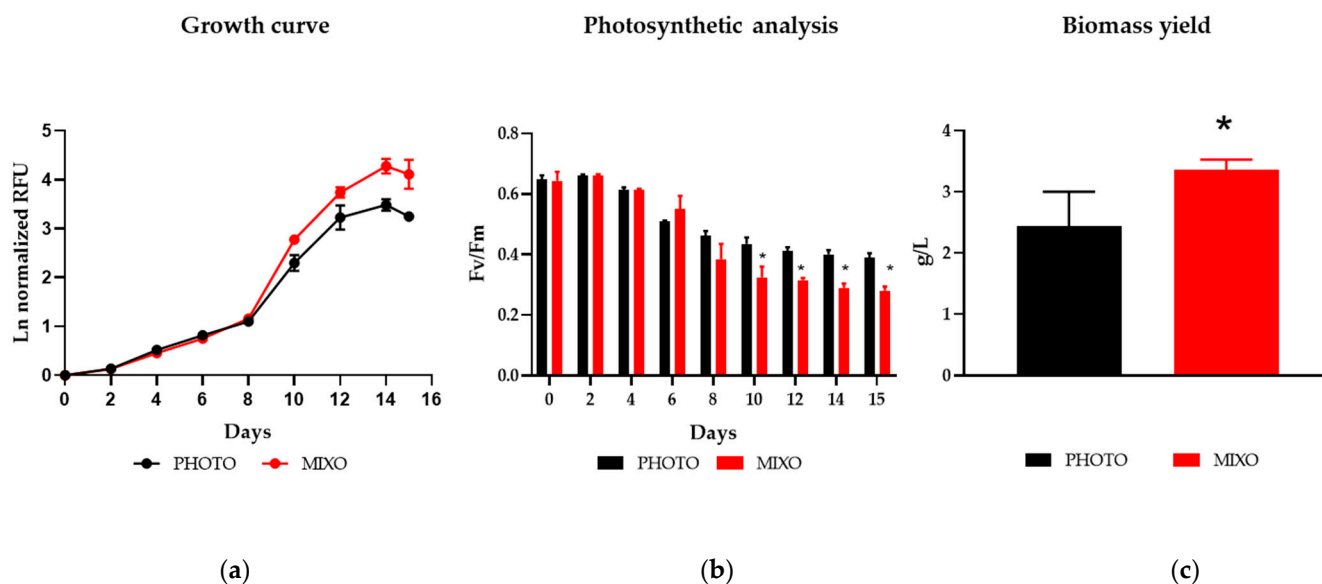 Growth curve
Photosynthetic analysis
Biomass yield
Ln normalized RFU
5
4
3
2
1
0
0 2 4 6 8 10 12 14 16
Days
PHOTO MIXO
(a)
Fv/Fm
0.8
0.6
0.4
0.2
0.0
* * * *
0 2 4 6 8 10 12 14 15
Days
PHOTO MIXO
(b)
g/L
4
3
2
1
0
*
PHOTO MIXO
(c)